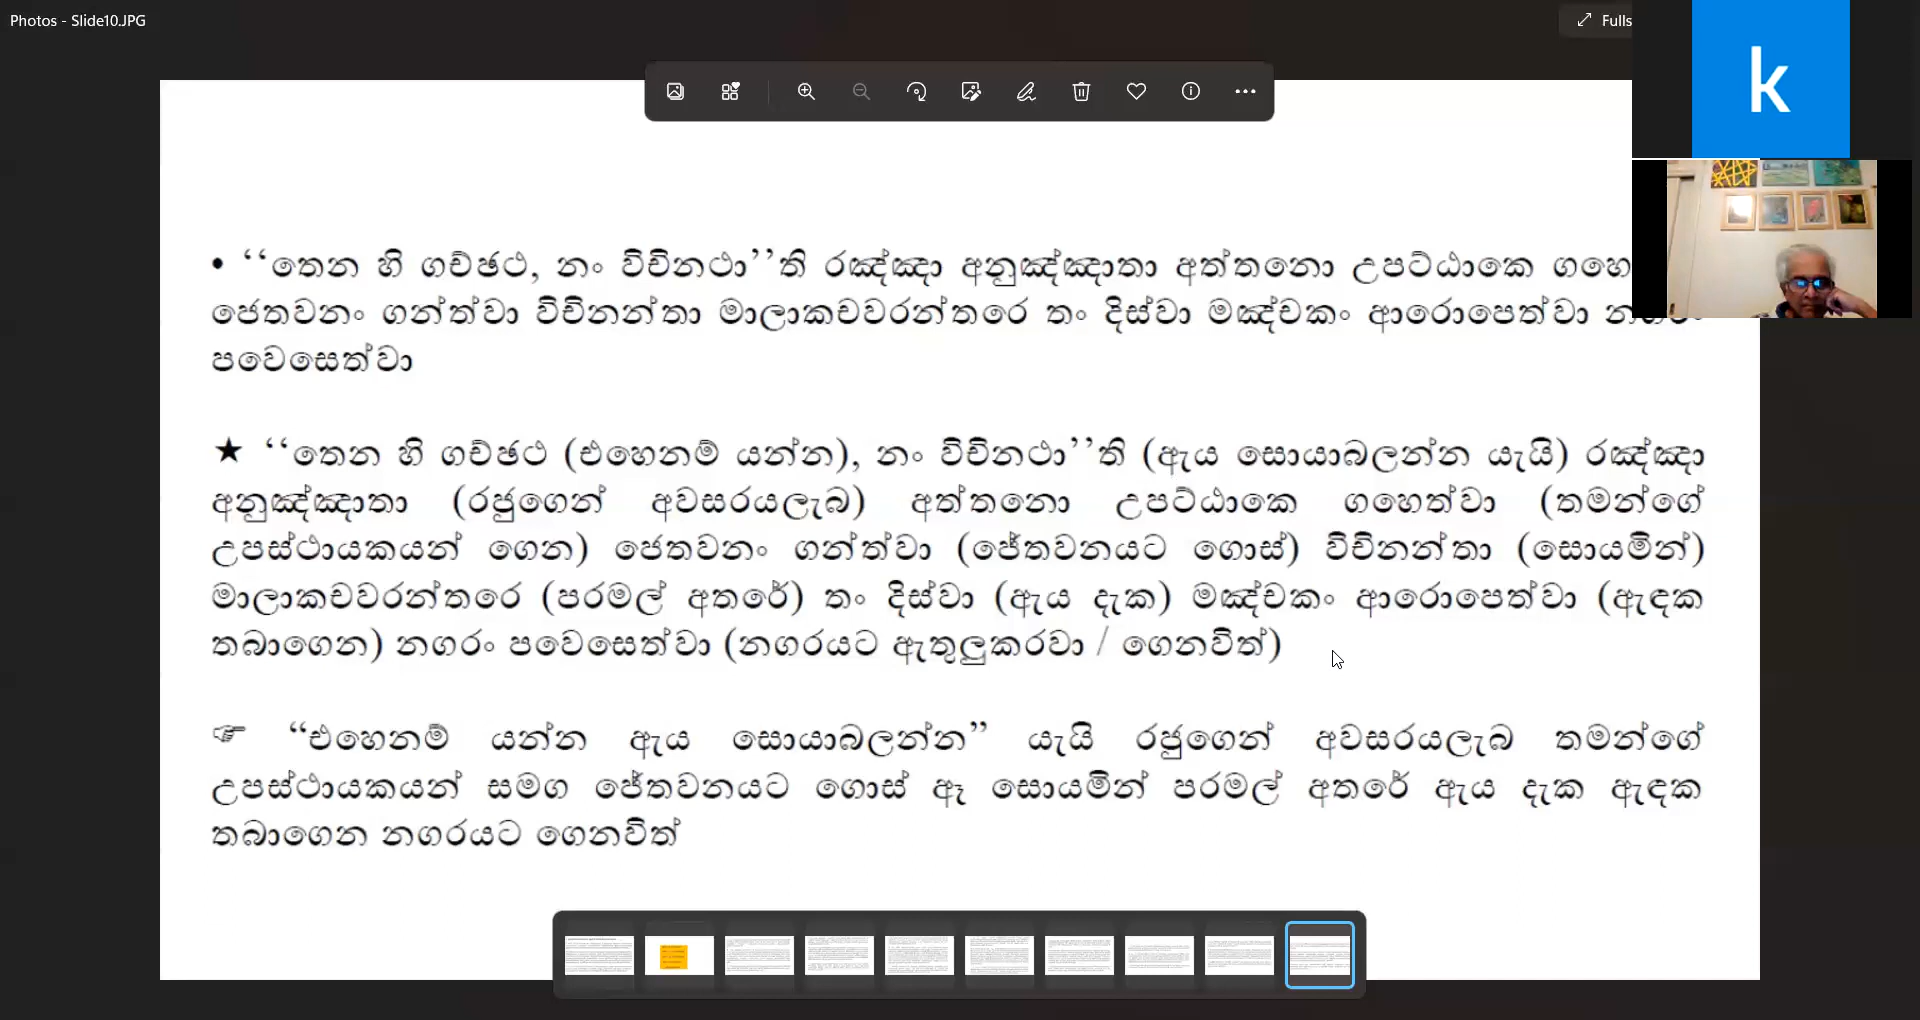 Photos - Slide10.JPG
Fulls
k
• ‘‘තෙන හි ගච්ඡථ, නං විචිනථා’’ති රඤ්ඤා අනුඤ්ඤාතා අත්තනො උපට්ඨාකෙ ගහෙ
ජෙතවනං ගන්ත්වා විචිනන්තා මාලාකචවරන්තරෙ තං දිස්වා මඤ්චකං ආරොපෙත්වා
පවෙසෙත්වා
★ ‘‘තෙන හි ගච්ඡථ (එහෙනම් යන්න), නං විචිනථා’’ති (ඇය සොයාබලන්න යැයි) රඤ්ඤා
අනුඤ්ඤාතා (රජුගෙන් අවසරයලැබ) අත්තනො උපට්ඨාකෙ ගහෙත්වා (තමන්ගේ
උපස්ථායකයන් ගෙන) ජෙතවනං ගන්ත්වා (ජේතවනයට ගොස්) විචිනන්තා (සොයමින්)
මාලාකචවරන්තරෙ (පරමල් අතරේ) තං දිස්වා (ඇය දැක) මඤ්චකං ආරොපෙත්වා (ඇඳක
තබාගෙන) නගරං පවෙසෙත්වා (නගරයට ඇතුලුකරවා / ගෙනවිත්)
☞ “එහෙනම් යන්න ඇය සොයාබලන්න” යැයි රජුගෙන් අවසරයලැබ තමන්ගේ
උපස්ථායකයන් සමග ජේතවනයට ගොස් ඈ සොයමින් පරමල් අතරේ ඇය දැක ඇඳක
තබාගෙන නගරයට ගෙනවිත්